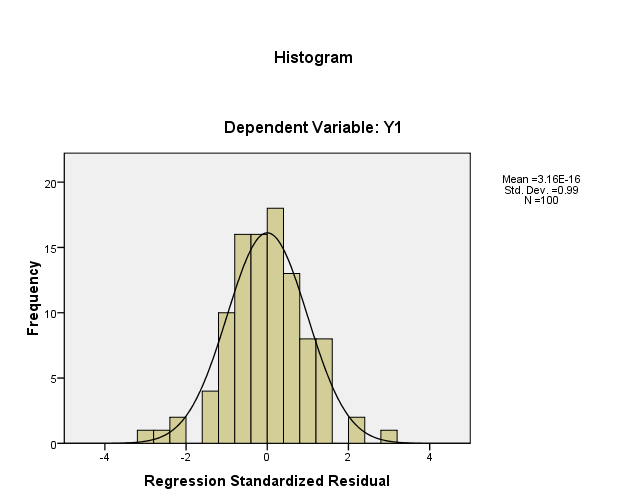 Histogram
Dependent Variable: Y1
Mean =3.16E-16
Std. Dev. =0.99
N =100
Frequency
20
15
10
5
0
-4 -2 0 2 4
Regression Standardized Residual